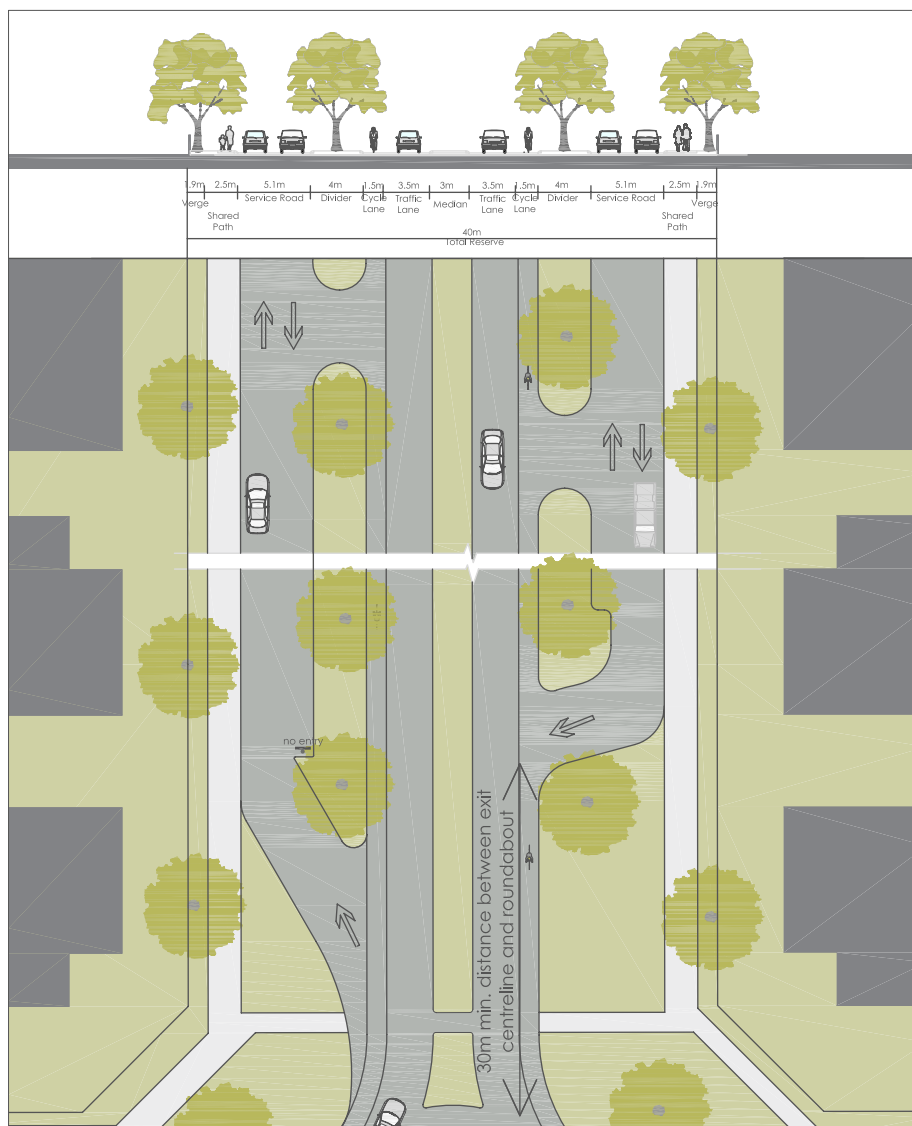 1.9m 2.5m 5.1m 4m 1.5m 3.5m 3m 3.5m 1.5m 4m 5.1m 2.5m 1.9m
Verge Service Road Divider Cycle Traffic Median Traffic Cycle Divider Service Road Verge
Lane Lane Lane Lane
Shared Shared
Path Path
40m
Total Reserve
no entry
30m min. distance between exit
centreline and roundabout